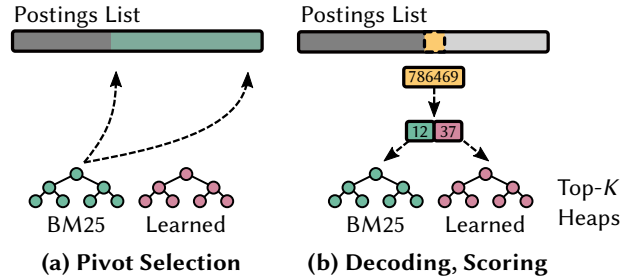 Postings List
BM25 Learned
(a) Pivot Selection
Postings List
786469
12 37
BM25 Learned
Top-K
Heaps
(b) Decoding, Scoring